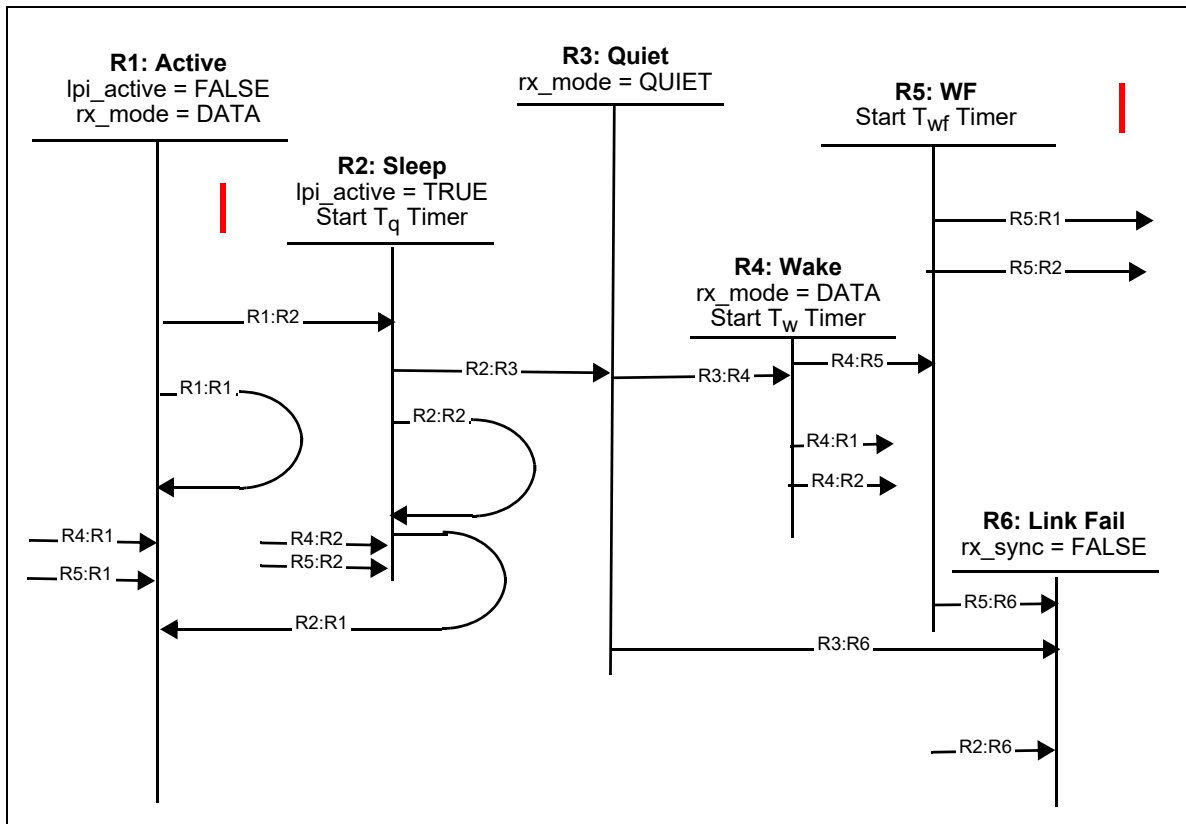 R1: Active
lpi_active = FALSE
rx_mode = DATA
R2: Sleep
lpi_active = TRUE
Start Tq Timer
R3: Quiet
rx_mode = QUIET
R4: Wake
rx_mode = DATA
Start Tw Timer
R5: WF
Start Twf Timer
R5:R1
R5:R2
R1:R2
R2:R3
R3:R4
R4:R5
R1:R1
R2:R2
R4:R1
R4:R2
R6: Link Fail
rx_sync = FALSE
R4:R1
R5:R1
R4:R2
R5:R2
R2:R1
R5:R6
R3:R6
R2:R6